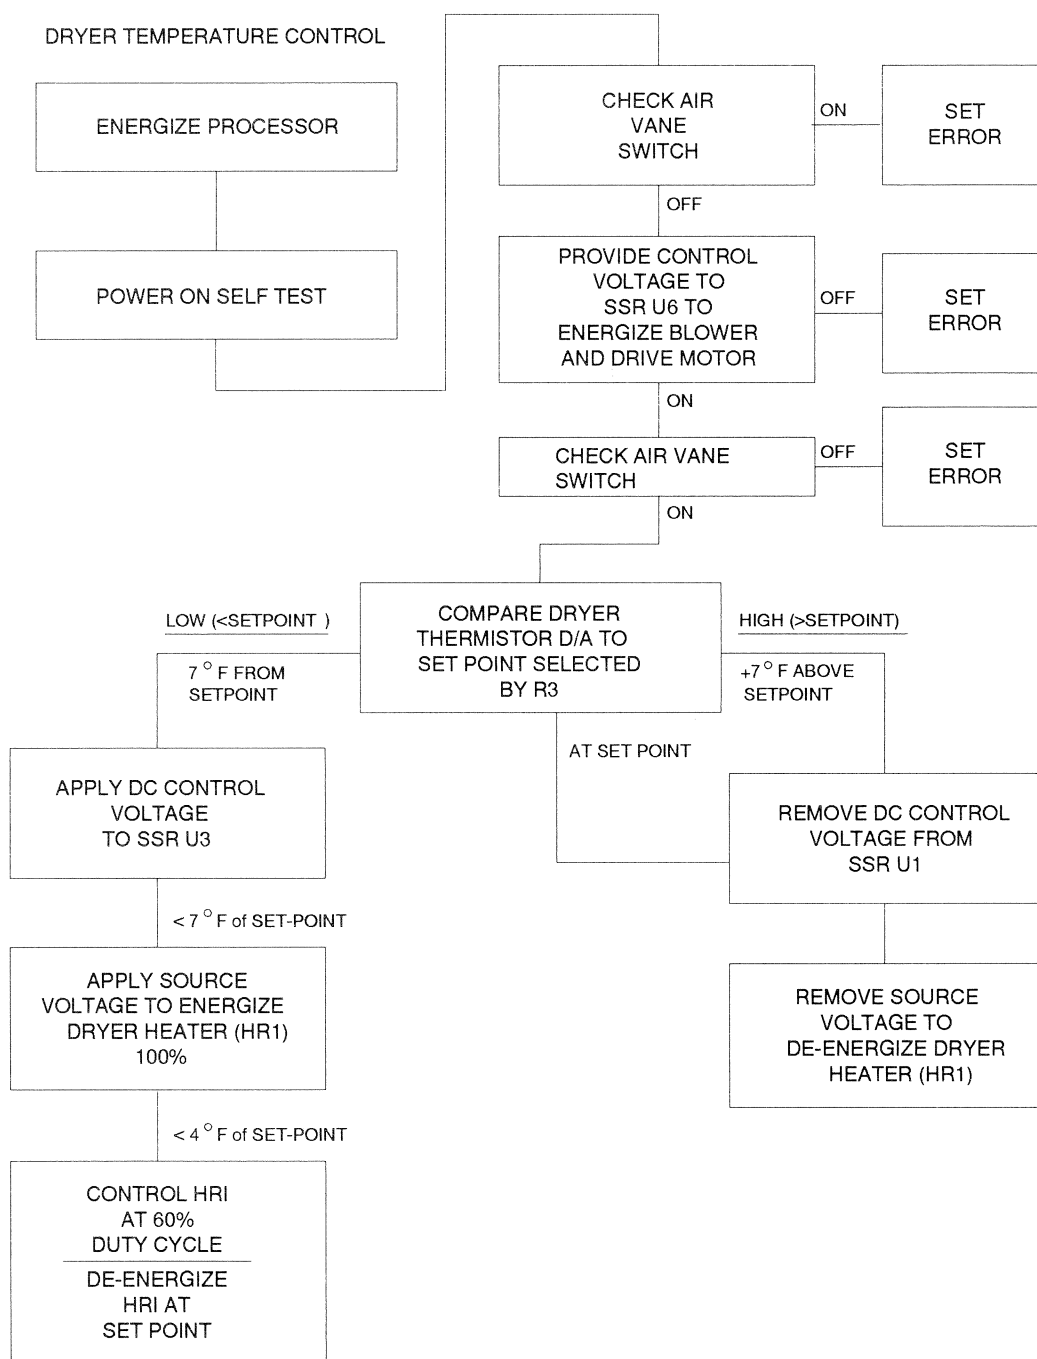 DRYER TEMPERATURE CONTROL
ENERGIZE PROCESSOR
POWER ON SELF TEST
CHECK AIR
VANE
SWITCH
ON
SET
ERROR
OFF
PROVIDE CONTROL
VOLTAGE TO
SSR U6 TO
ENERGIZE BLOWER
AND DRIVE MOTOR
OFF
SET
ERROR
ON
CHECK AIR VANE
SWITCH
OFF
SET
ERROR
ON
COMPARE DRYER
THERMISTOR D/A TO
SET POINT SELECTED
BY R3
LOW (<SETPOINT )
7 ° F FROM
SETPOINT
HIGH (>SETPOINT)
+7 ° F ABOVE
SETPOINT
AT SET POINT
APPLY DC CONTROL
VOLTAGE
TO SSR U3
< 7 ° F of SET-POINT
APPLY SOURCE
VOLTAGE TO ENERGIZE
DRYER HEATER (HR1)
100%
< 4 ° F of SET-POINT
CONTROL HRI
AT 60%
DUTY CYCLE
DE-ENERGIZE
HRI AT
SET POINT
REMOVE DC CONTROL
VOLTAGE FROM
SSR U1
REMOVE SOURCE
VOLTAGE TO
DE-ENERGIZE DRYER
HEATER (HR1)